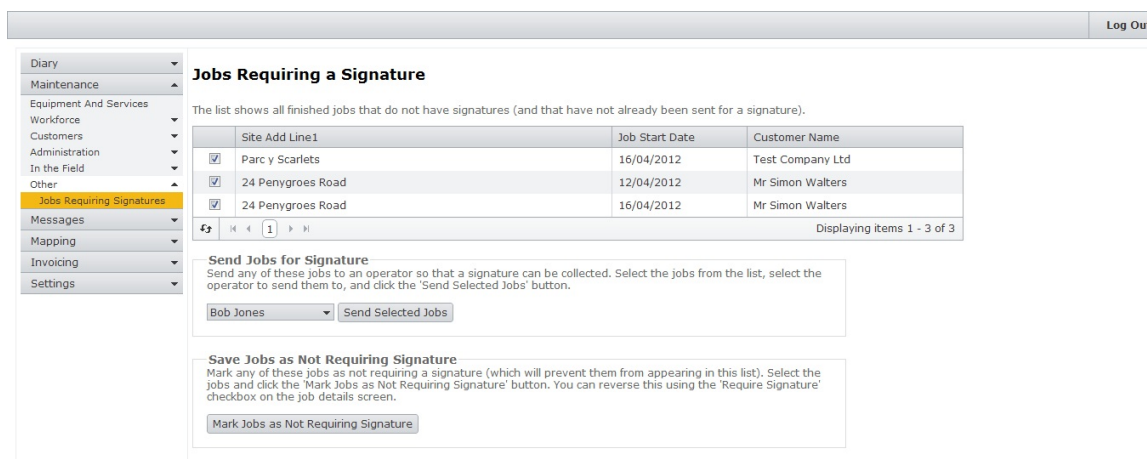 Log Ou
Diary
Maintenance
Equipment And Services
Workforce
Customers
Administration
In the Field
Other
Jobs Requiring Signatures
Messages
Mapping
Invoicing
Settings
Jobs Requiring a Signature
The list shows all finished jobs that do not have signatures (and that have not already been sent for a signature).
Site Add Line1 Job Start Date Customer Name
Parc y Scarlets 16/04/2012 Test Company Ltd
24 Penygroes Road 12/04/2012 Mr Simon Walters
24 Penygroes Road 16/04/2012 Mr Simon Walters
1 Displaying items 1 - 3 of 3
Send Jobs for Signature
Send any of these jobs to an operator so that a signature can be collected. Select the jobs from the list, select the
operator to send them to, and click the 'Send Selected Jobs' button.
Bob Jones Send Selected Jobs
Save Jobs as Not Requiring Signature
Mark any of these jobs as not requiring a signature (which will prevent them from appearing in this list). Select the
jobs and click the 'Mark Jobs as Not Requiring Signature' button. You can reverse this using the 'Require Signature'
checkbox on the job details screen.
Mark Jobs as Not Requiring Signature